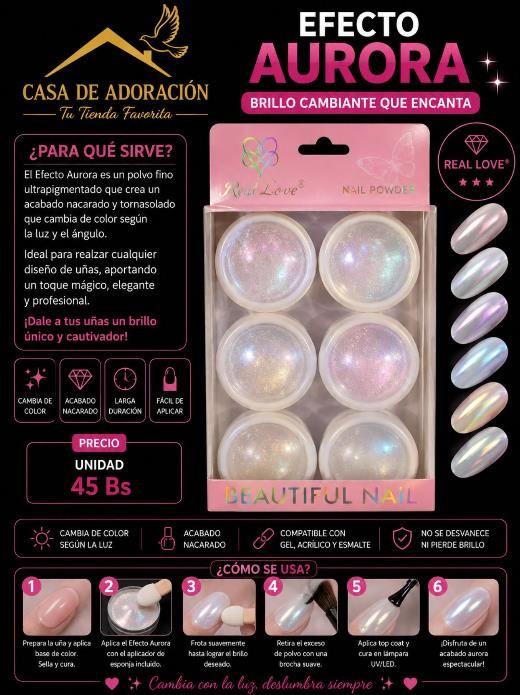 CASA DE ADORACIÓN
Tu Tienda Favorita
EFECTO
AURORA
BRILLO CAMBIANTE QUE ENCANTA
¿PARA QUÉ SIRVE?
El Efecto Aurora es un polvo fino
ultrapigmentado que crea un
acabado nacarado y tornasolado
que cambia de color según
la luz y el ángulo.
Ideal para realzar cualquier
diseño de uñas, aportando
un toque mágico, elegante
y profesional.
¡Dale a tus uñas un brillo
único y cautivador!
CAMBIA DE
COLOR
ACABADO
NACARADO
LARGA
DURACIÓN
FÁCIL DE
APLICAR
PRECIO
UNIDAD
45 Bs
Real Love®
NAIL POWDER
BEAUTIFUL NAIL
REAL LOVE®
CAMBIA DE COLOR
SEGÚN LA LUZ
ACABADO
NACARADO
COMPATIBLE CON
GEL, ACRÍLICO Y ESMALTE
NO SE DESVANECE
NI PIERDE BRILLO
¿CÓMO SE USA?
1
Prepara la uña y aplica
base de color.
Sella y cura.
2
Aplica el Efecto Aurora
con el aplicador de
esponja incluido.
3
Frota suavemente
hasta lograr el brillo
deseado.
4
Retira el exceso
de polvo con una
brocha suave.
5
Aplica top coat y
cura en lámpara
UV/LED.
6
¡Disfruta de un
acabado aurora
espectacular!
Cambia con la luz, deslumbra siempre